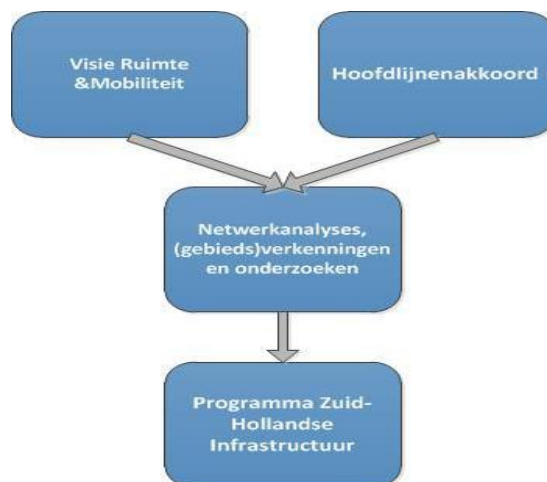 Visie Ruimte
&Mobiliteit
Hoofdlijnenakkoord
Netwerkanalyses,
(gebieds)verkenningen
en onderzoeken
Programma Zuid-
Hollandse
Infrastructuur